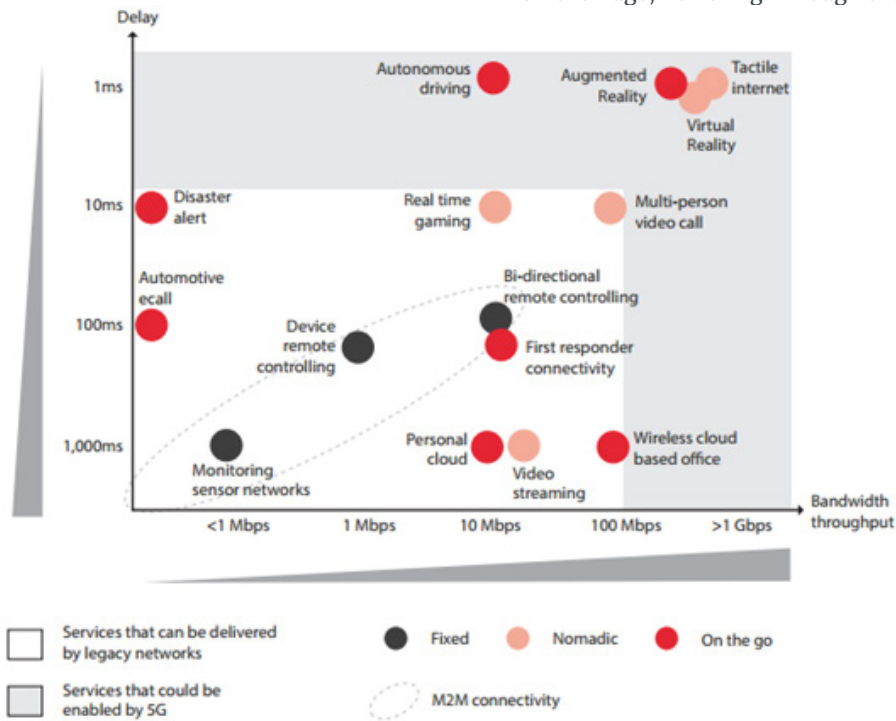 Delay
1ms
Autonomous
driving
Augmented
Reality
Tactile
internet
Virtual
Reality
10ms
Disaster
alert
Real time
gaming
Multi-person
video call
Automotive
ecall
Bi-directional
remote controlling
100ms
Device
remote
controlling
First responder
connectivity
1,000ms
Monitoring
sensor networks
Personal
cloud
Video
streaming
Wireless cloud
based office
Bandwidth
throughput
<1 Mbps
1 Mbps
10 Mbps
100 Mbps
>1 Gbps
Services that can be delivered
by legacy networks
Fixed
Nomadic
On the go
Services that could be
enabled by 5G
M2M connectivity